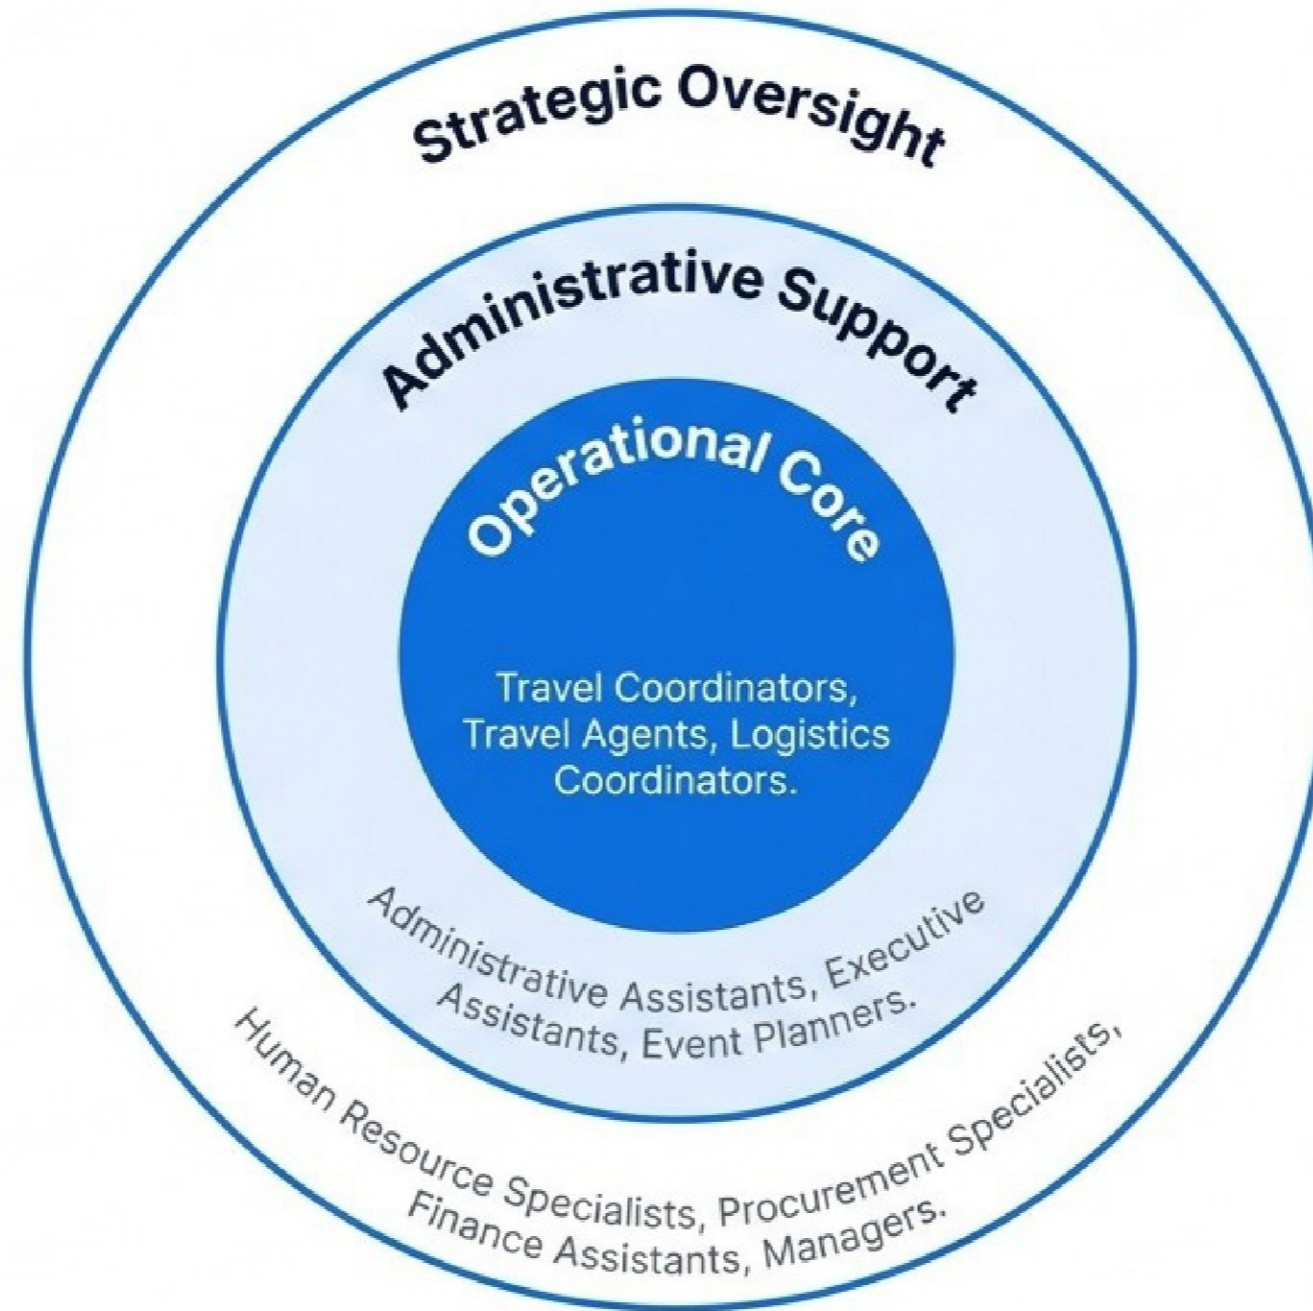 Strategic Oversight
Administrative Support
Operational Core
Travel Coordinators,
Travel Agents, Logistics
Coordinators.
Administrative Assistants, Executive
Assistants, Event Planners.
Human Resource Specialists, Procurement Specialists,
Finance Assistants, Managers.